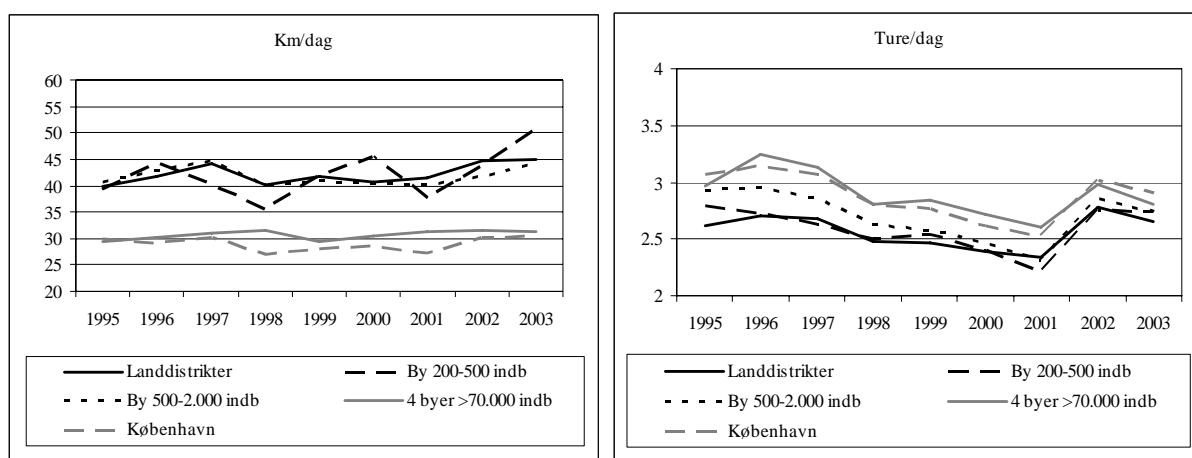 Km/dag
60
55
50
45
40
35
30
25
20
1995 1996 1997 1998 1999 2000 2001 2002 2003
Landdistrikter By 200-500 indb
By 500-2.000 indb 4 byer >70.000 indb
København
Ture/dag
4
3.5
3
2.5
2
1995 1996 1997 1998 1999 2000 2001 2002 2003
Landdistrikter By 200-500 indb
By 500-2.000 indb 4 byer >70.000 indb
København